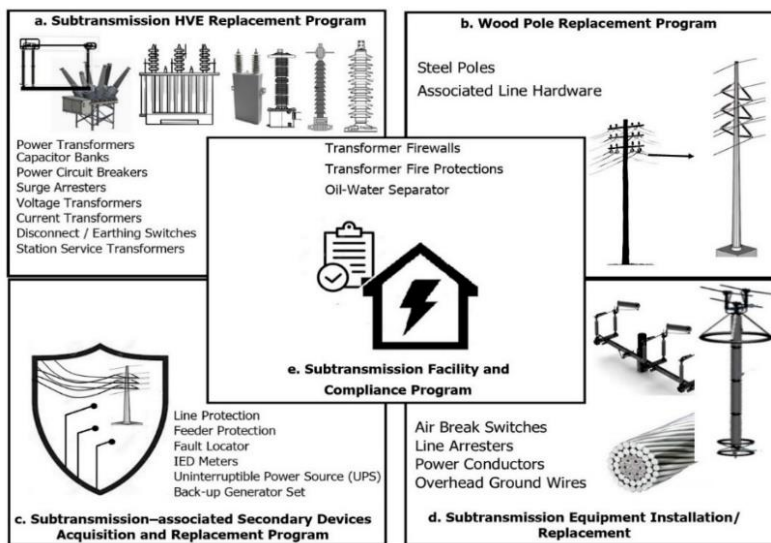 a. Subtransmission HVE Replacement Program
Power Transformers
Capacitor Banks
Power Circuit Breakers
Surge Arresters
Voltage Transformers
Current Transformers
Disconnect / Earthing Switches
Station Service Transformers
b. Wood Pole Replacement Program
Steel Poles
Associated Line Hardware
Transformer Firewalls
Transformer Fire Protections
Oil-Water Separator
e. Subtransmission Facility and
Compliance Program
Line Protection
Feeder Protection
Fault Locator
IED Meters
Uninterruptible Power Source (UPS)
Back-up Generator Set
c. Subtransmission–associated Secondary Devices
Acquisition and Replacement Program
Air Break Switches
Line Arresters
Power Conductors
Overhead Ground Wires
d. Subtransmission Equipment Installation/
Replacement